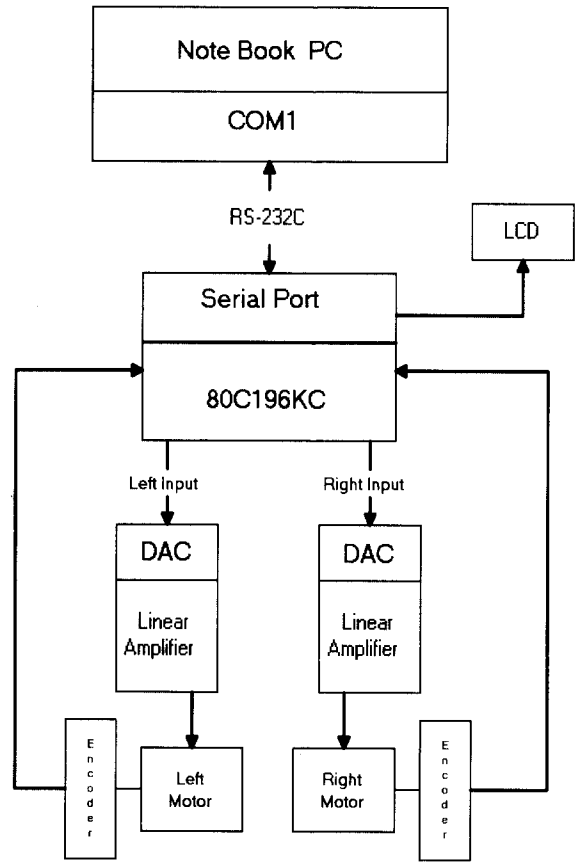 Note Book PC
COM1
RS-232C
LCD
Serial Port
80C196KC
Left Input
Right Input
DAC
DAC
Linear
Amplifier
Linear
Amplifier
Encoder
Left
Motor
Right
Motor
Encoder